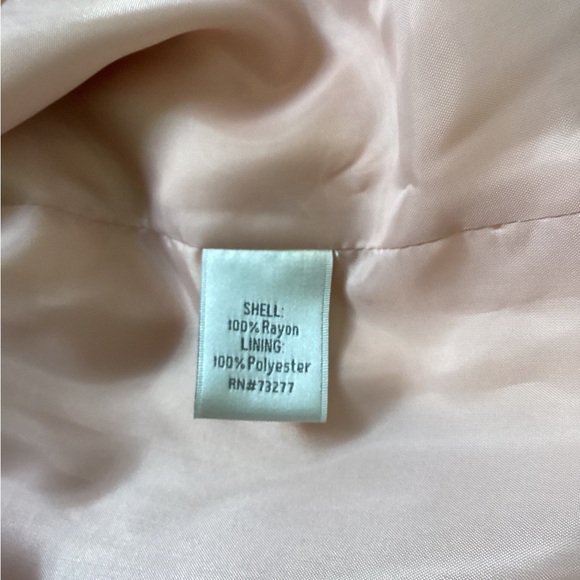 SHELL:
100% Rayon
LINING:
100% Polyester
RN#73277